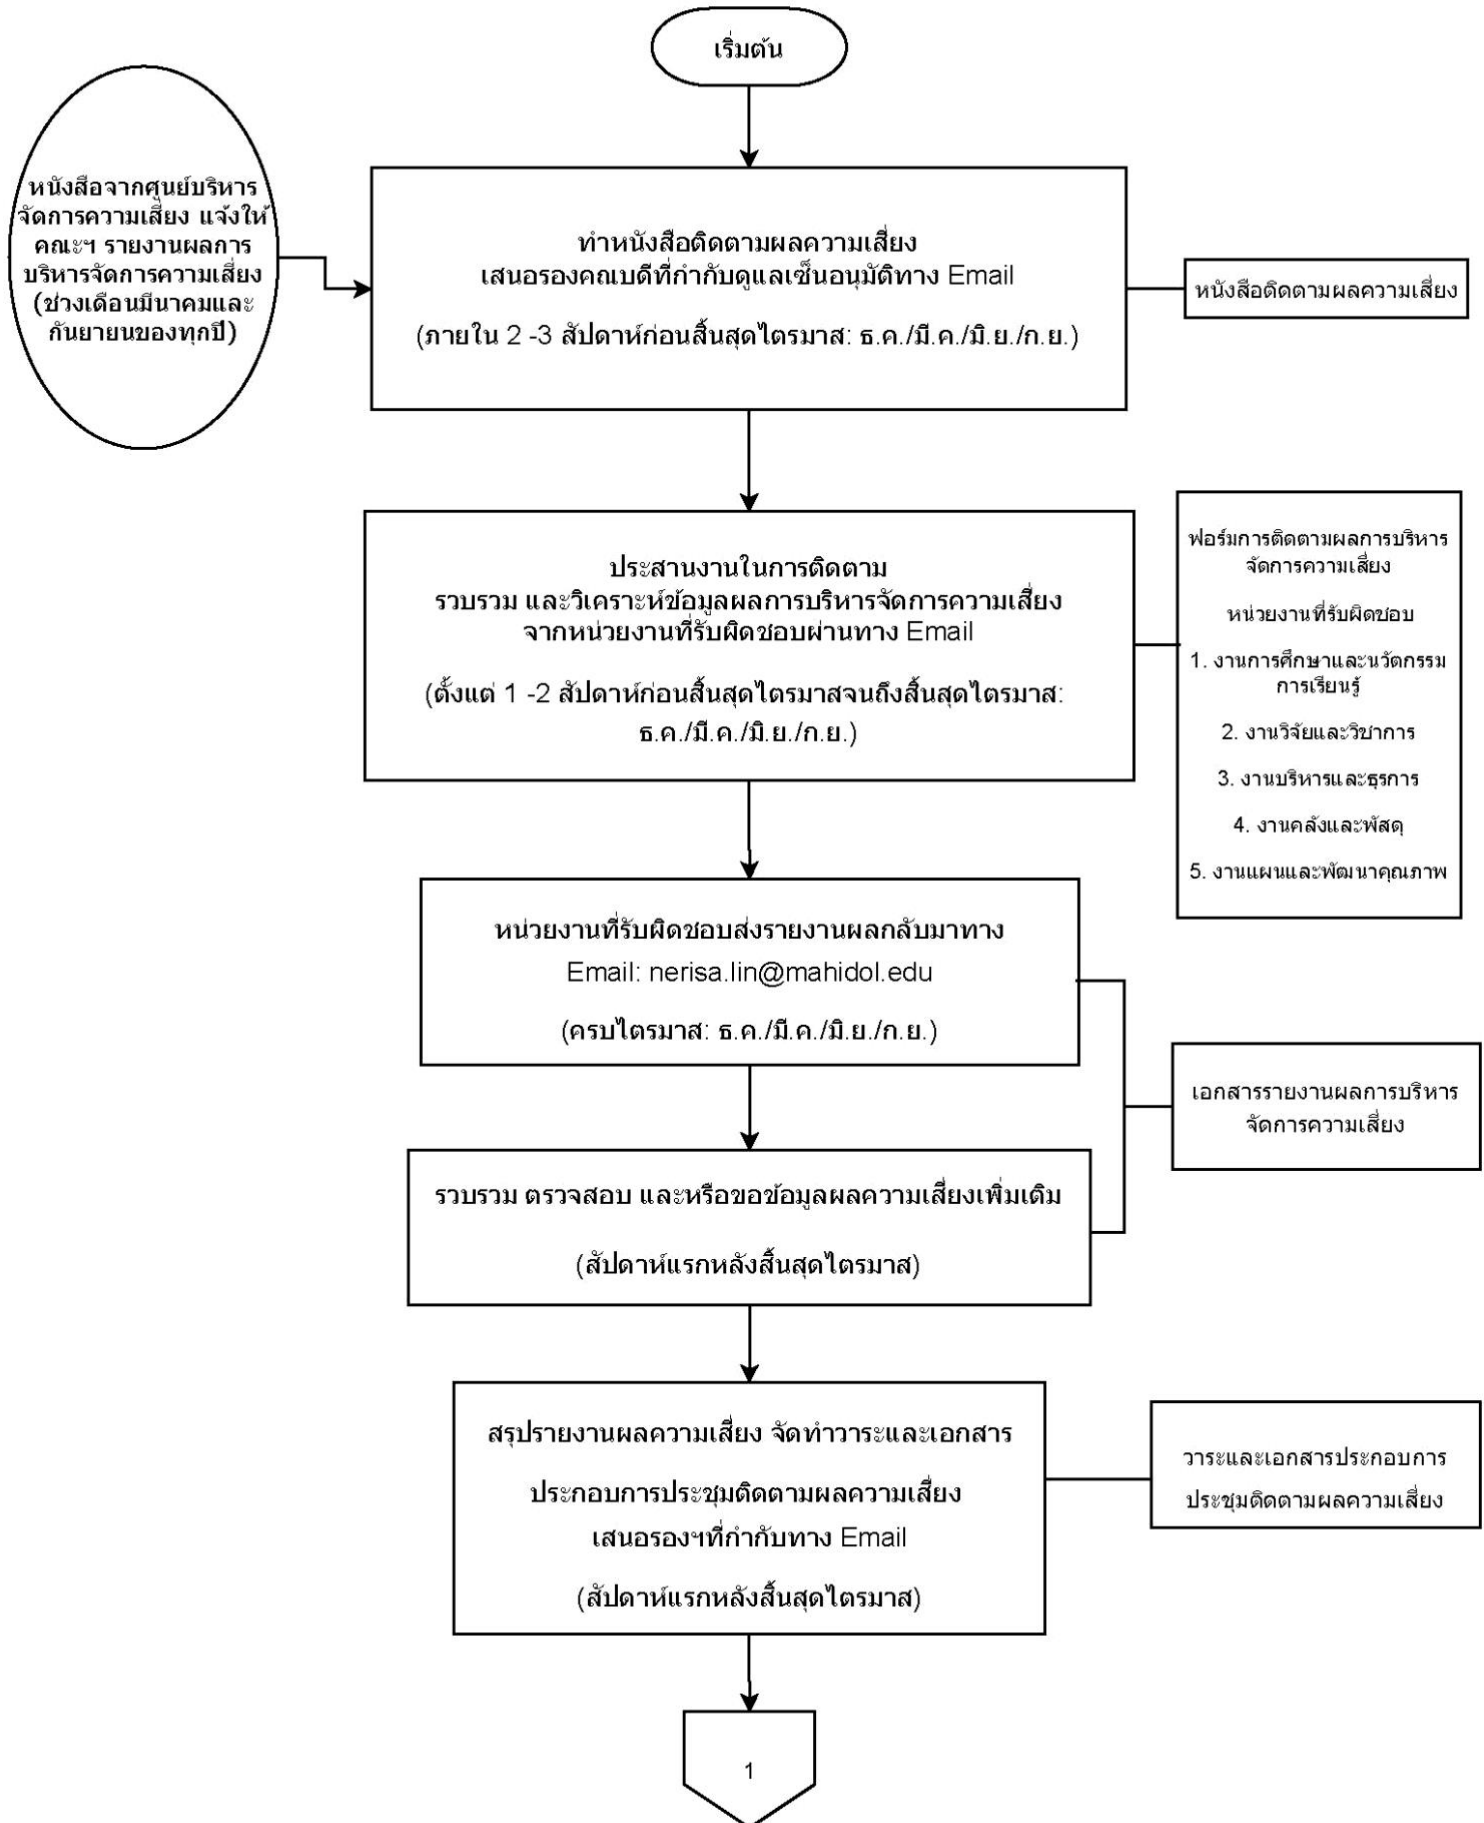 เริ่มต้น
หนังสือจากศูนย์บริหาร
จัดการความเสี่ยง แจ้งให้
คณะฯ รายงานผลการ
บริหารจัดการความเสี่ยง
(ช่วงเดือนมีนาคมและ
กันยายนของทุกปี)
ทำหนังสือติดตามผลความเสี่ยง
เสนอรองคณบดีที่กำกับดูแลเซ็นอนุมัติทาง Email
(ภายใน 2 -3 สัปดาห์ก่อนสิ้นสุดไตรมาส: ธ.ค./มี.ค./มิ.ย./ก.ย.)
หนังสือติดตามผลความเสี่ยง
ประสานงานในการติดตาม
รวบรวม และวิเคราะห์ข้อมูลผลการบริหารจัดการความเสี่ยง
จากหน่วยงานที่รับผิดชอบผ่านทาง Email
(ตั้งแต่ 1 -2 สัปดาห์ก่อนสิ้นสุดไตรมาสจนถึงสิ้นสุดไตรมาส:
ธ.ค./มี.ค./มิ.ย./ก.ย.)
ฟอร์มการติดตามผลการบริหาร
จัดการความเสี่ยง
หน่วยงานที่รับผิดชอบ
1. งานการศึกษาและนวัตกรรม
การเรียนรู้
2. งานวิจัยและวิชาการ
3. งานบริหารและธุรการ
4. งานคลังและพัสดุ
5. งานแผนและพัฒนาคุณภาพ
หน่วยงานที่รับผิดชอบส่งรายงานผลกลับมาทาง
Email: nerisa.lin@mahidol.edu
(ครบไตรมาส: ธ.ค./มี.ค./มิ.ย./ก.ย.)
เอกสารรายงานผลการบริหาร
จัดการความเสี่ยง
รวบรวม ตรวจสอบ และหรือขอข้อมูลผลความเสี่ยงเพิ่มเติม
(สัปดาห์แรกหลังสิ้นสุดไตรมาส)
สรุปรายงานผลความเสี่ยง จัดทำวาระและเอกสาร
ประกอบการประชุมติดตามผลความเสี่ยง
เสนอรองฯที่กำกับทาง Email
(สัปดาห์แรกหลังสิ้นสุดไตรมาส)
วาระและเอกสารประกอบการ
ประชุมติดตามผลความเสี่ยง
1